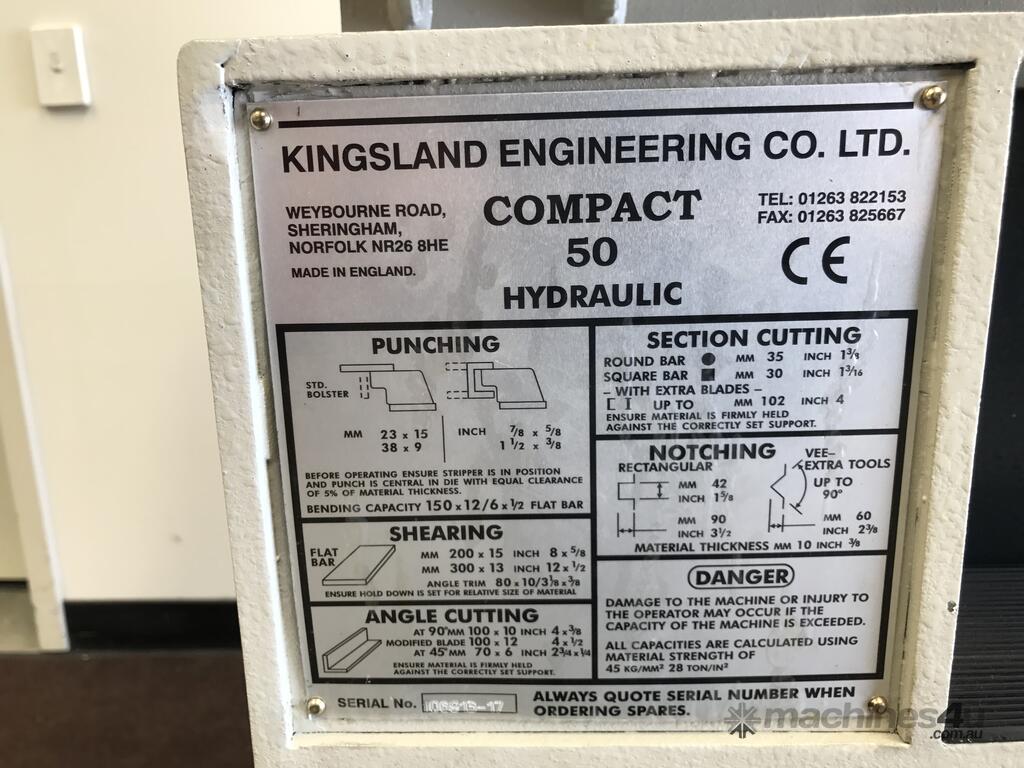 KINGSLAND ENGINEERING CO. LTD.
WEYBOURNE ROAD,
SHERINGHAM,
NORFOLK NR26 8HE
MADE IN ENGLAND.
COMPACT
50
HYDRAULIC
TEL: 01263 822153
FAX: 01263 825667
CE
PUNCHING
STD.
BOLSTER
MM 23 x 15 INCH 7/8 x 5/8
38 x 9 1 1/2 x 3/8
BEFORE OPERATING ENSURE STRIPPER IS IN POSITION
AND PUNCH IS CENTRAL IN DIE WITH EQUAL CLEARANCE
OF 5% OF MATERIAL THICKNESS.
BENDING CAPACITY 150 x 12/6 x 1/2 FLAT BAR
SHEARING
FLAT
BAR
MM 200 x 15 INCH 8 x 5/8
MM 300 x 13 INCH 12 x 1/2
ANGLE TRIM 80 x 10/3 1/8 x 3/8
ENSURE HOLD DOWN IS SET FOR RELATIVE SIZE OF MATERIAL
ANGLE CUTTING
AT 90° MM 100 x 10 INCH 4 x 3/8
MODIFIED BLADE 100 x 12 4 x 1/2
AT 45° MM 70 x 6 INCH 2 3/4 x 1/4
ENSURE MATERIAL IS FIRMLY HELD
AGAINST THE CORRECTLY SET SUPPORT.
SECTION CUTTING
ROUND BAR MM 35 INCH 1 3/8
SQUARE BAR MM 30 INCH 1 3/16
- WITH EXTRA BLADES -
UP TO MM 102 INCH 4
ENSURE MATERIAL IS FIRMLY HELD
AGAINST THE CORRECTLY SET SUPPORT.
NOTCHING
RECTANGULAR
MM 42
INCH 1 5/8
MM 90
INCH 3 1/2
VEE-
EXTRA TOOLS
UP TO
90°
MM 60
INCH 2 3/8
MATERIAL THICKNESS MM 10 INCH 3/8
DANGER
DAMAGE TO THE MACHINE OR INJURY TO
THE OPERATOR MAY OCCUR IF THE
CAPACITY OF THE MACHINE IS EXCEEDED.
ALL CAPACITIES ARE CALCULATED USING
MATERIAL STRENGTH OF
45 KG/MM² 28 TON/IN²
SERIAL No.
ALWAYS QUOTE SERIAL NUMBER WHEN
ORDERING SPARES.
machines4u
.com.au